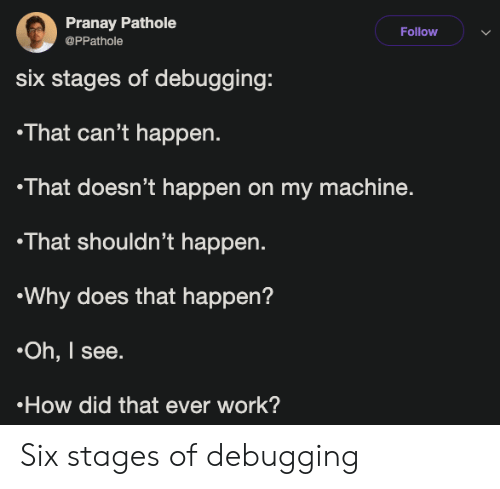 Pranay Pathole
@PPathole
Follow
six stages of debugging:
•That can't happen.
•That doesn't happen on my machine.
•That shouldn't happen.
•Why does that happen?
•Oh, I see.
•How did that ever work?
Six stages of debugging